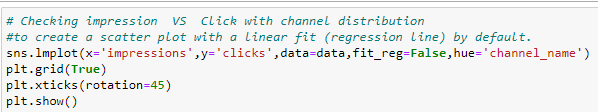 # Checking impression  VS  Click with channel distribution
#to create a scatter plot with a linear fit (regression line) by default.
sns.lmplot(x='impressions',y='clicks',data=data,fit_reg=False,hue='channel_name')
plt.grid(True)
plt.xticks(rotation=45)
plt.show()